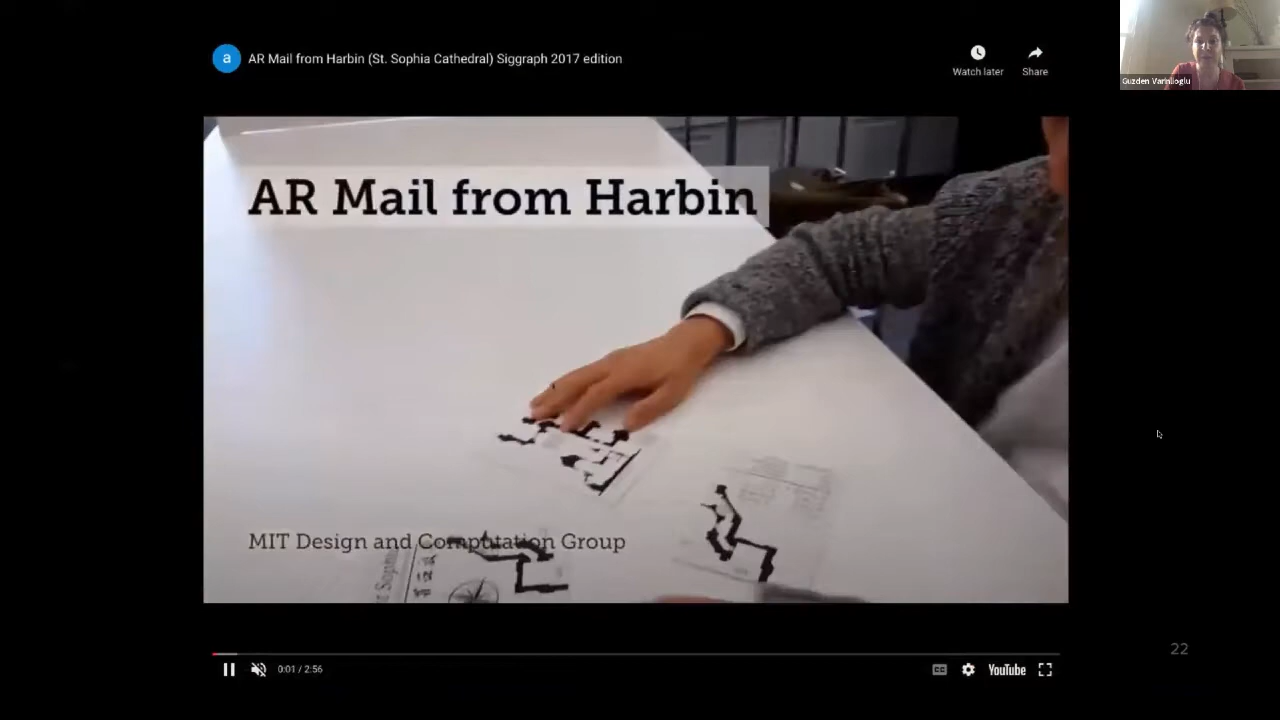 a
AR Mail from Harbin (St. Sophia Cathedral) Siggraph 2017 edition
Watch later
Share
Guzden Varinlioglu
AR Mail from Harbin
MIT Design and Computation Group
22
0:01 / 2:56
CC
YouTube